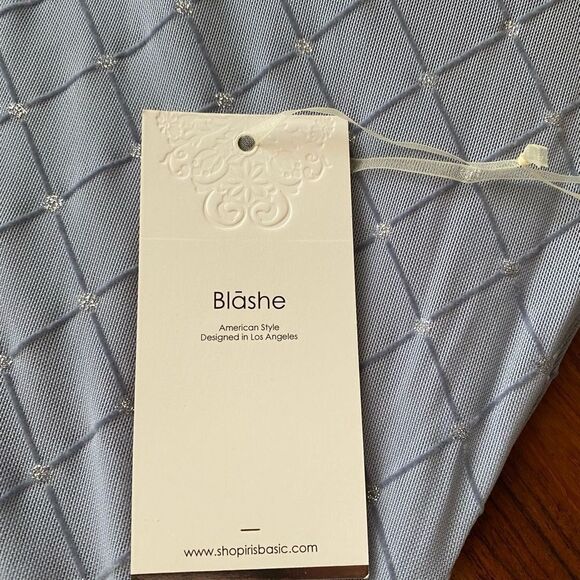 Blāshe
American Style
Designed in Los Angeles
www.shopirisbasic.com